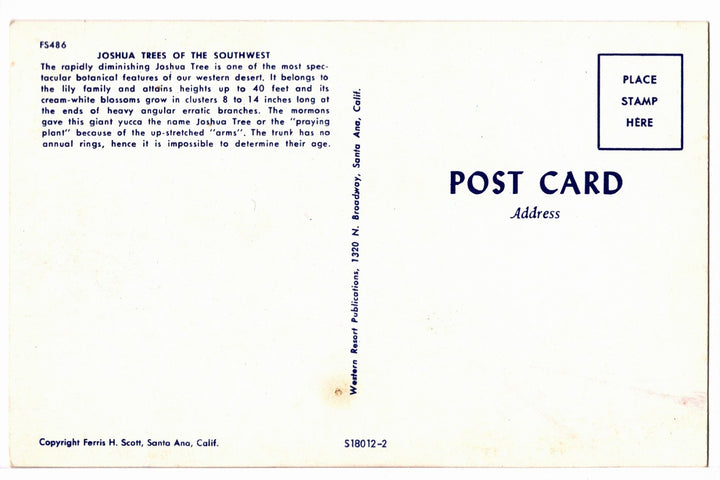 FS486
JOSHUA TREES OF THE SOUTHWEST
The rapidly diminishing Joshua Tree is one of the most spec-
tacular botanical features of our western desert. It belongs to
the lily family and attains heights up to 40 feet and its
cream-white blossoms grow in clusters 8 to 14 inches long at
the ends of heavy angular erratic branches. The mormons
gave this giant yucca the name Joshua Tree or the "praying
plant" because of the up-stretched "arms". The trunk has no
annual rings, hence it is impossible to determine their age.
Copyright Ferris H. Scott, Santa Ana, Calif.
Western Resort Publications, 1320 N. Broadway, Santa Ana, Calif.
S18012-2
PLACE
STAMP
HERE
POST CARD
Address